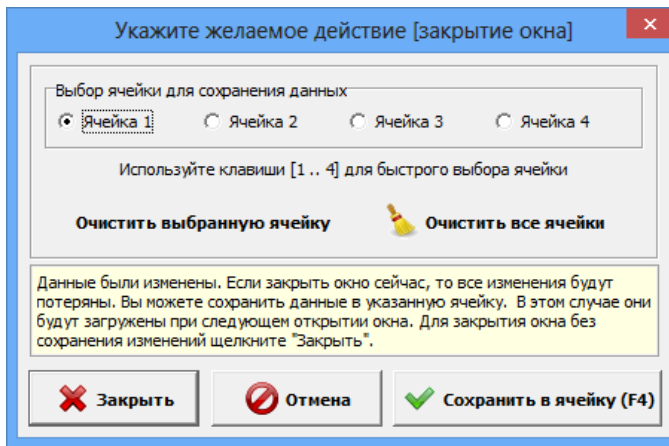 Укажите желаемое действие [закрытие окна]
Выбор ячейки для сохранения данных
Ячейка 1 Ячейка 2 Ячейка 3 Ячейка 4
Используйте клавиши [1 .. 4] для быстрого выбора ячейки
Очистить выбранную ячейку Очистить все ячейки
Данные были изменены. Если закрыть окно сейчас, то все изменения будут
потеряны. Вы можете сохранить данные в указанную ячейку. В этом случае они
будут загружены при следующем открытии окна. Для закрытия окна без
сохранения изменений щелкните "Закрыть".
Закрыть Отмена Сохранить в ячейку (F4)